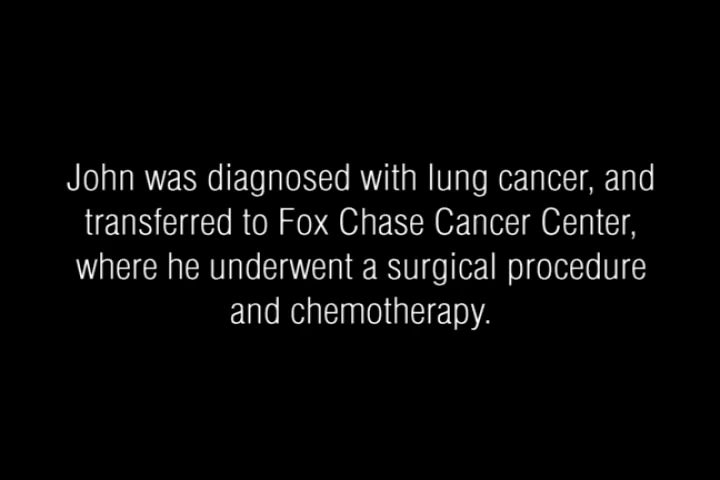 John was diagnosed with lung cancer, and
transferred to Fox Chase Cancer Center,
where he underwent a surgical procedure
and chemotherapy.